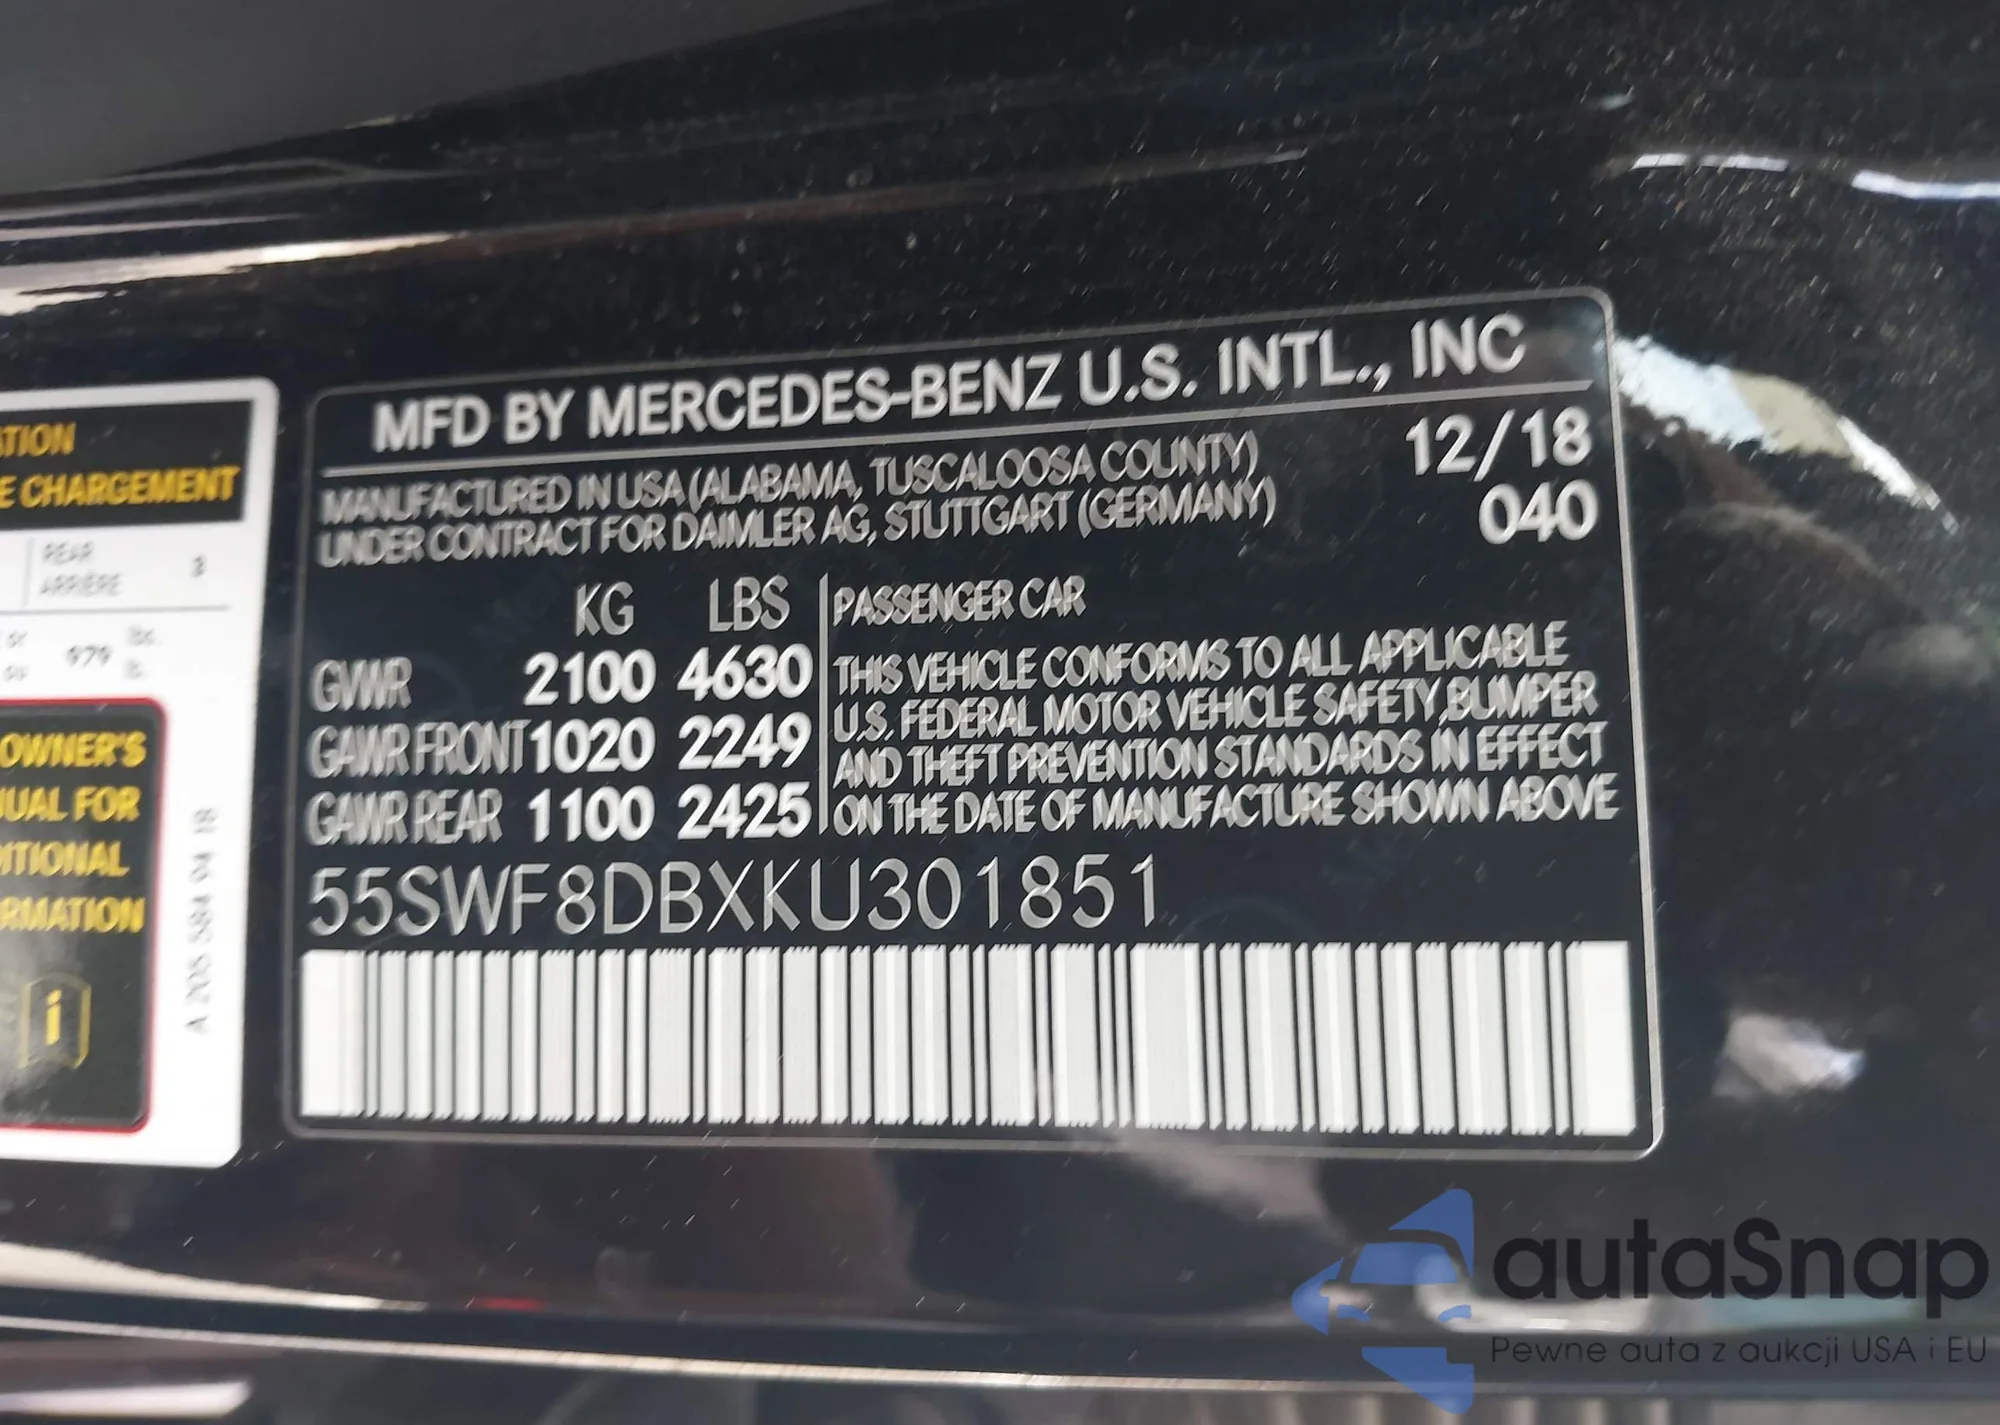 MFD BY MERCEDES-BENZ U.S. INTL., INC
MANUFACTURED IN USA (ALABAMA, TUSCALOOSA COUNTY)
UNDER CONTRACT FOR DAIMLER AG, STUTTGART (GERMANY)
12/18
040
KG LBS
GVWR 2100 4630
GAWR FRONT 1020 2249
GAWR REAR 1100 2425
PASSENGER CAR
THIS VEHICLE CONFORMS TO ALL APPLICABLE
U.S. FEDERAL MOTOR VEHICLE SAFETY,BUMPER
AND THEFT PREVENTION STANDARDS IN EFFECT
ON THE DATE OF MANUFACTURE SHOWN ABOVE
55SWF8DBXKU301851
ATION
E CHARGEMENT
REAR
ARRIÈRE
979
OWNER'S
UAL FOR
ITIONAL
RMATION
i
A 205 584 94 18
autaSnap
Pewne auta z aukcji USA i EU